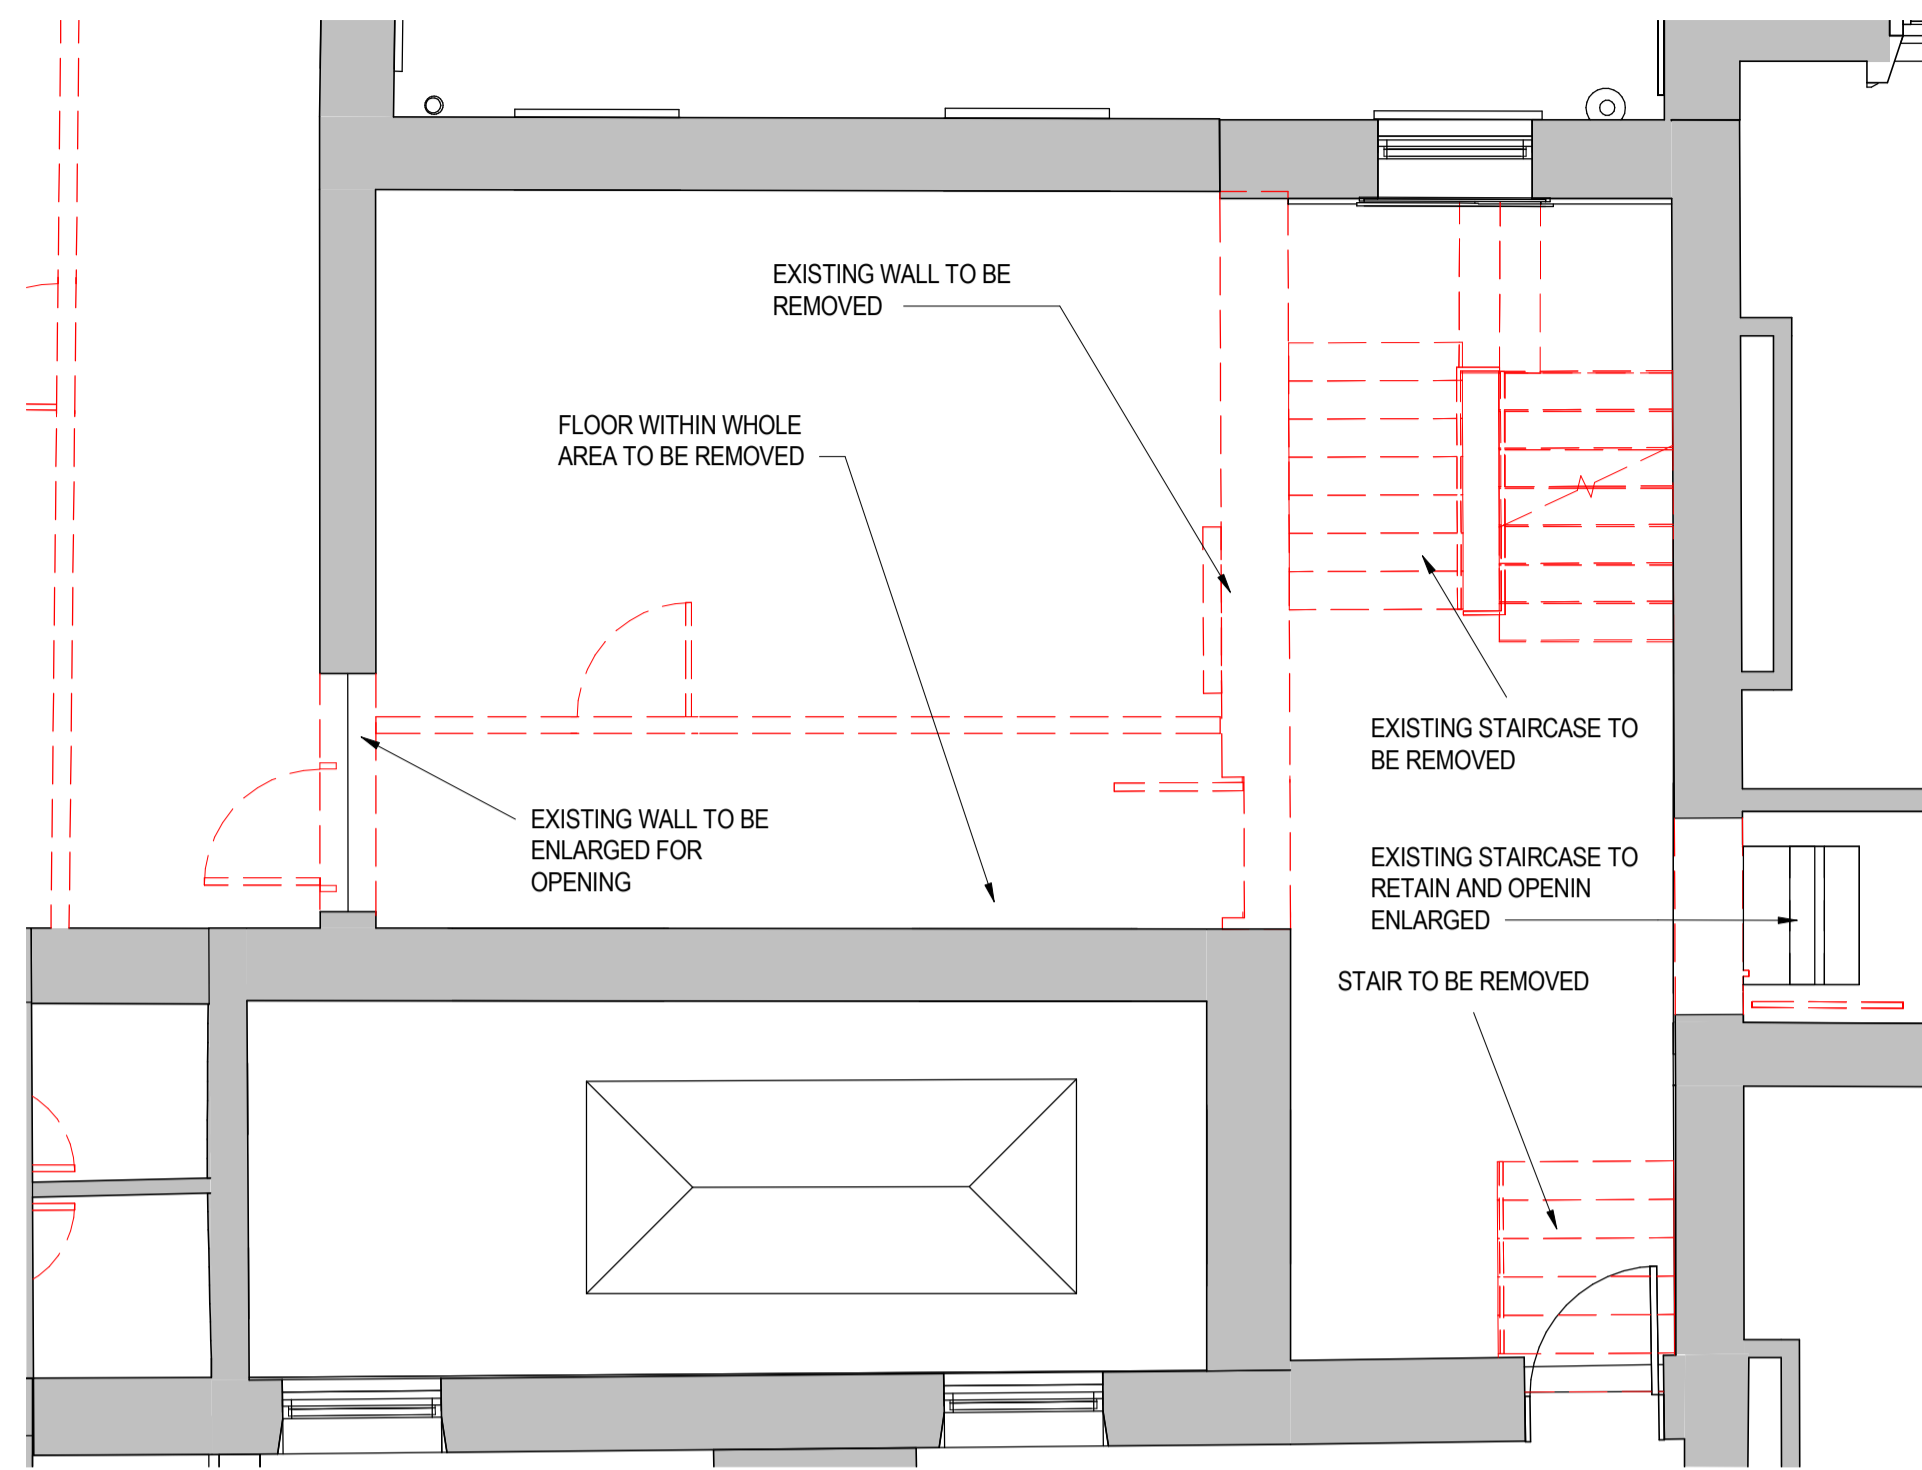 EXISTING WALL TO BE
REMOVED
FLOOR WITHIN WHOLE
AREA TO BE REMOVED
EXISTING STAIRCASE TO
BE REMOVED
EXISTING WALL TO BE
ENLARGED FOR
OPENING
EXISTING STAIRCASE TO
RETAIN AND OPENIN
ENLARGED
STAIR TO BE REMOVED